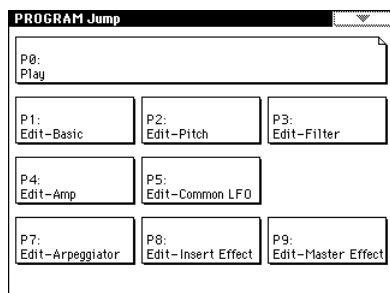 PROGRAM Jump
P0:
Play
P1:
Edit-Basic
P2:
Edit-Pitch
P3:
Edit-Filter
P4:
Edit-Amp
P5:
Edit-Common LFO
P7:
Edit-Arpeggiator
P8:
Edit-Insert Effect
P9:
Edit-Master Effect